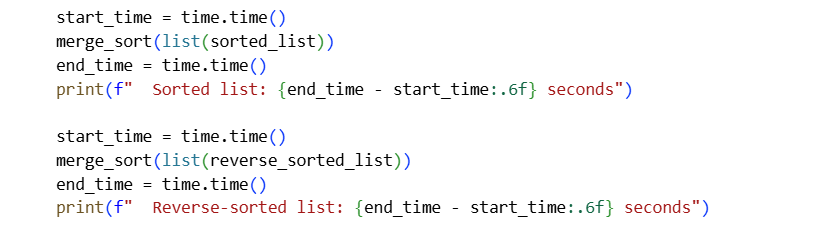 start_time = time.time()
merge_sort(list(sorted_list))
end_time = time.time()
print(f"  Sorted list: {end_time - start_time:.6f} seconds")
start_time = time.time()
merge_sort(list(reverse_sorted_list))
end_time = time.time()
print(f"  Reverse-sorted list: {end_time - start_time:.6f} seconds")